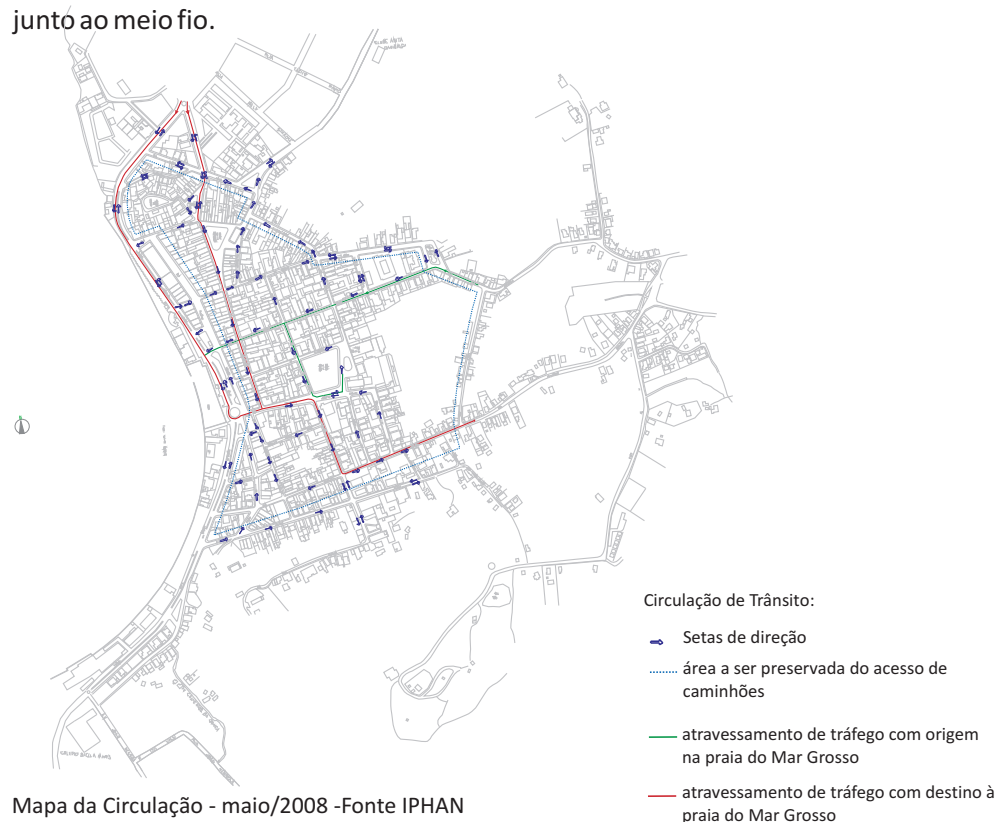 junto ao meio fio.
Circulação de Trânsito:
Setas de direção
área a ser preservada do acesso de
caminhões
atravessamento de tráfego com origem
na praia do Mar Grosso
atravessamento de tráfego com destino à
praia do Mar Grosso
Mapa da Circulação - maio/2008 -Fonte IPHAN